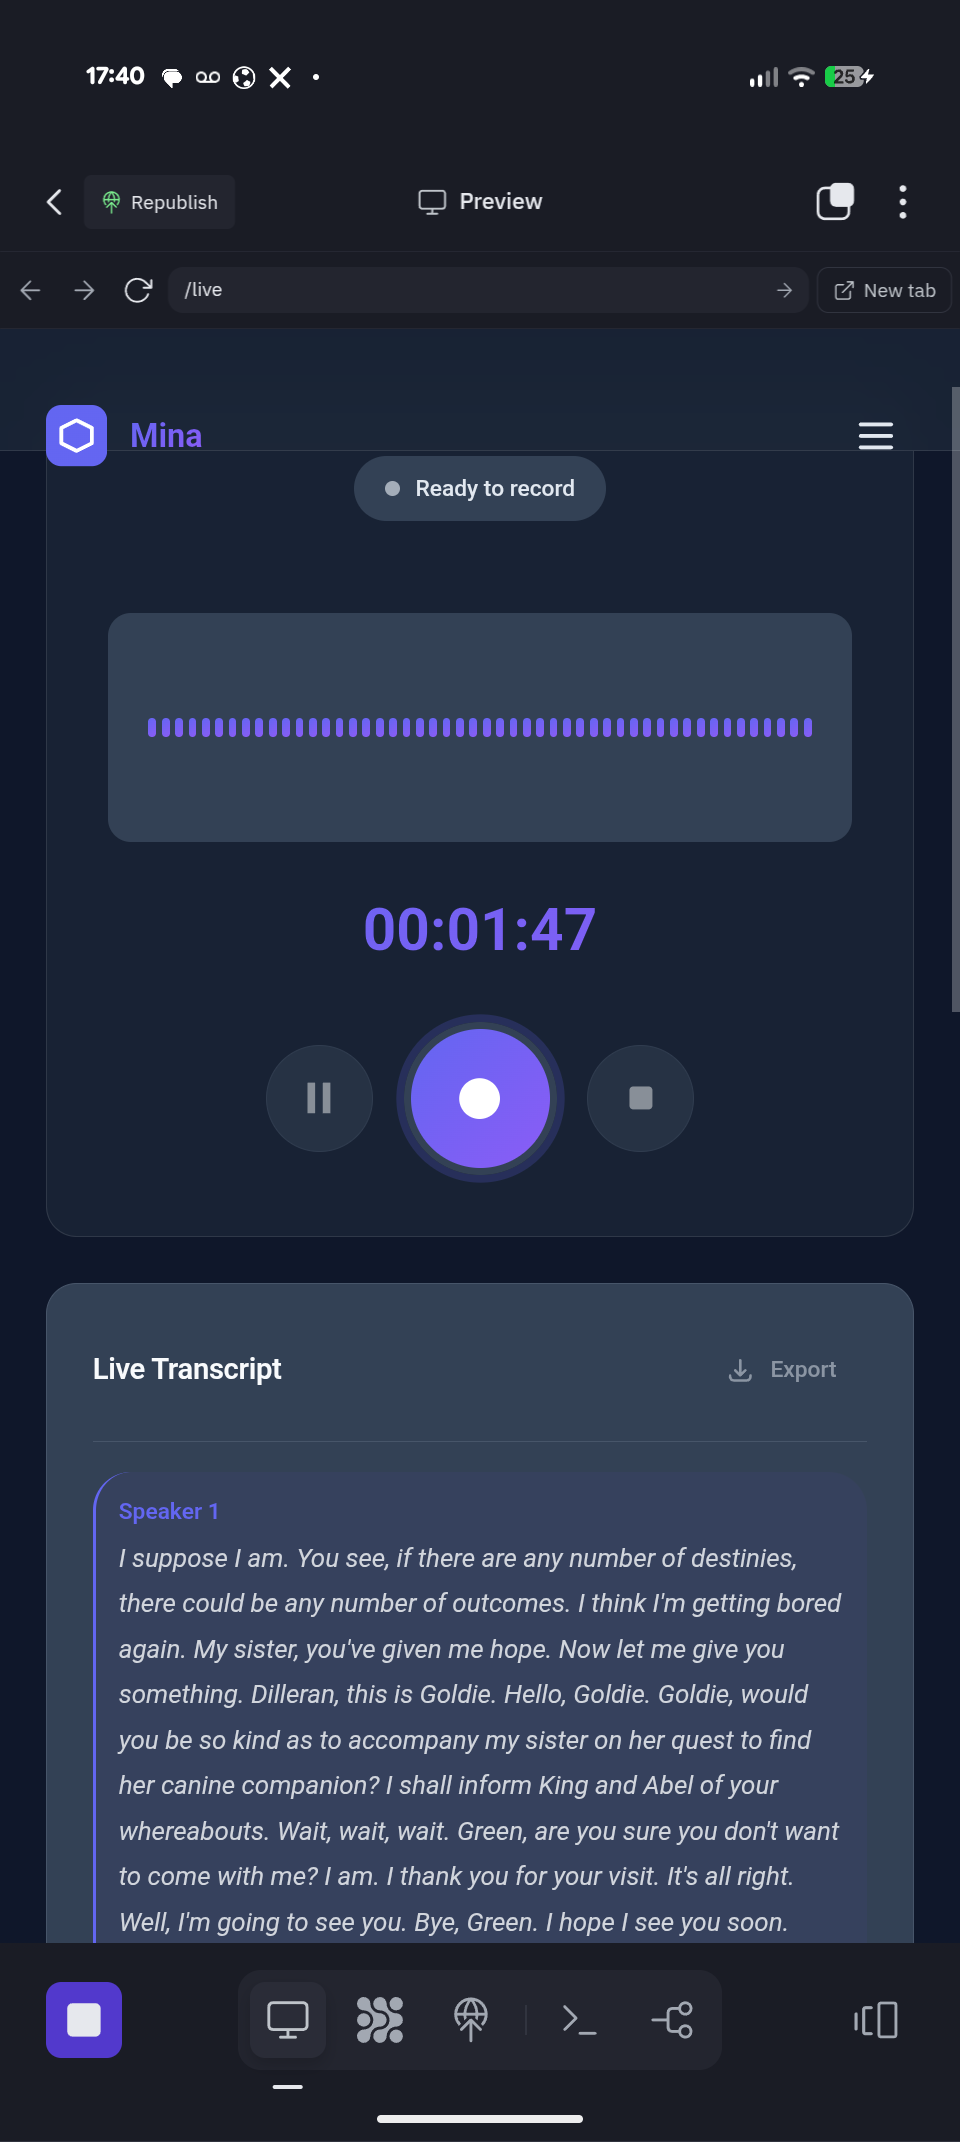 17:40
25
Republish
Preview
/live
New tab
Mina
Ready to record
00:01:47
Live Transcript
Export
Speaker 1
I suppose I am. You see, if there are any number of destinies,
there could be any number of outcomes. I think I'm getting bored
again. My sister, you've given me hope. Now let me give you
something. Dilleran, this is Goldie. Hello, Goldie. Goldie, would
you be so kind as to accompany my sister on her quest to find
her canine companion? I shall inform King and Abel of your
whereabouts. Wait, wait, wait. Green, are you sure you don't want
to come with me? I am. I thank you for your visit. It's all right.
Well, I'm going to see you. Bye, Green. I hope I see you soon.